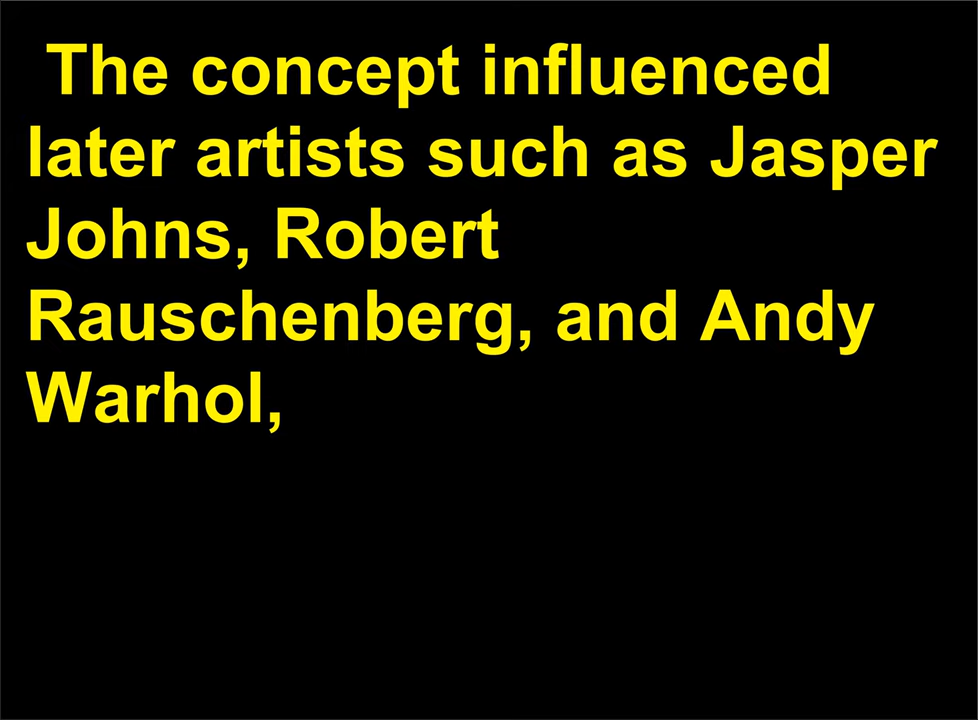 The concept influenced
later artists such as Jasper
Johns, Robert
Rauschenberg, and Andy
Warhol,